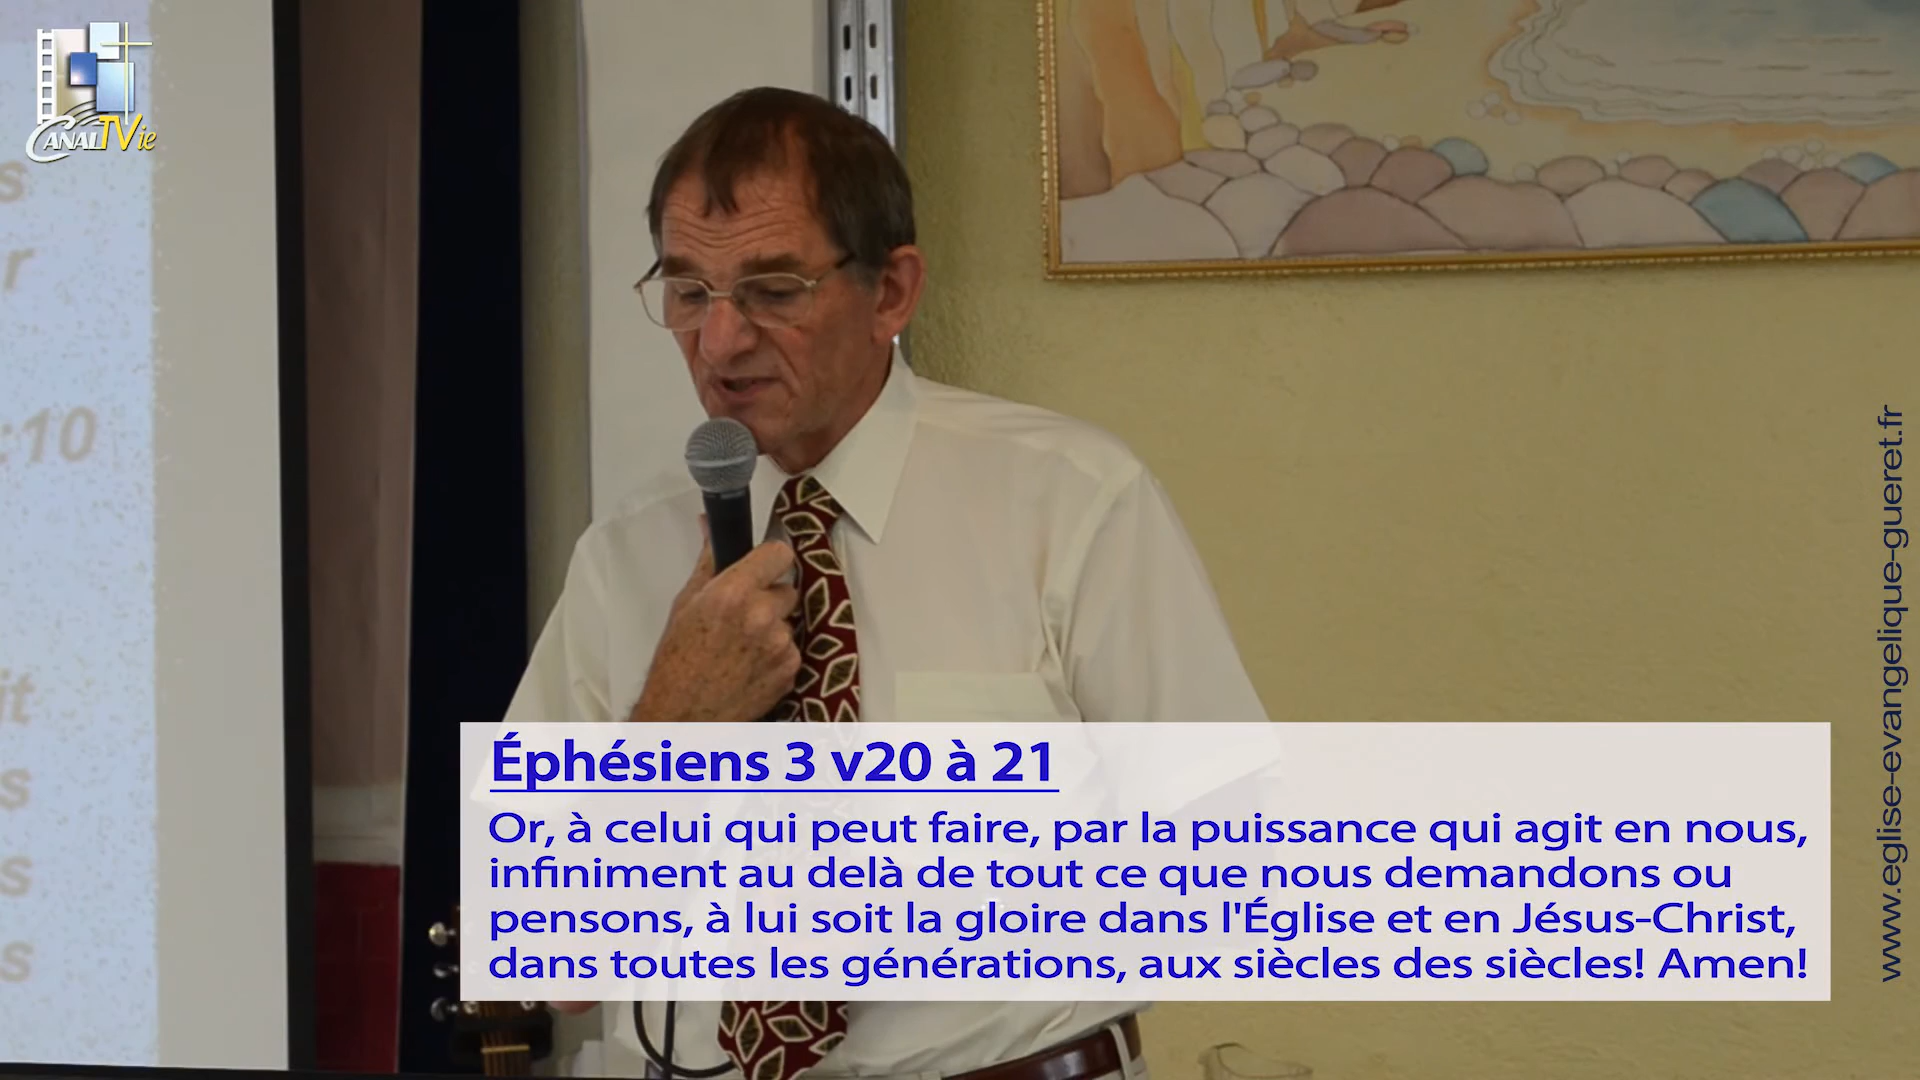 CANAL TVie
s
r
:10
it
s
s
s
Éphésiens 3 v20 à 21
Or, à celui qui peut faire, par la puissance qui agit en nous,
infiniment au delà de tout ce que nous demandons ou
pensons, à lui soit la gloire dans l'Église et en Jésus-Christ,
dans toutes les générations, aux siècles des siècles! Amen!
www.eglise-evangelique-gueret.fr